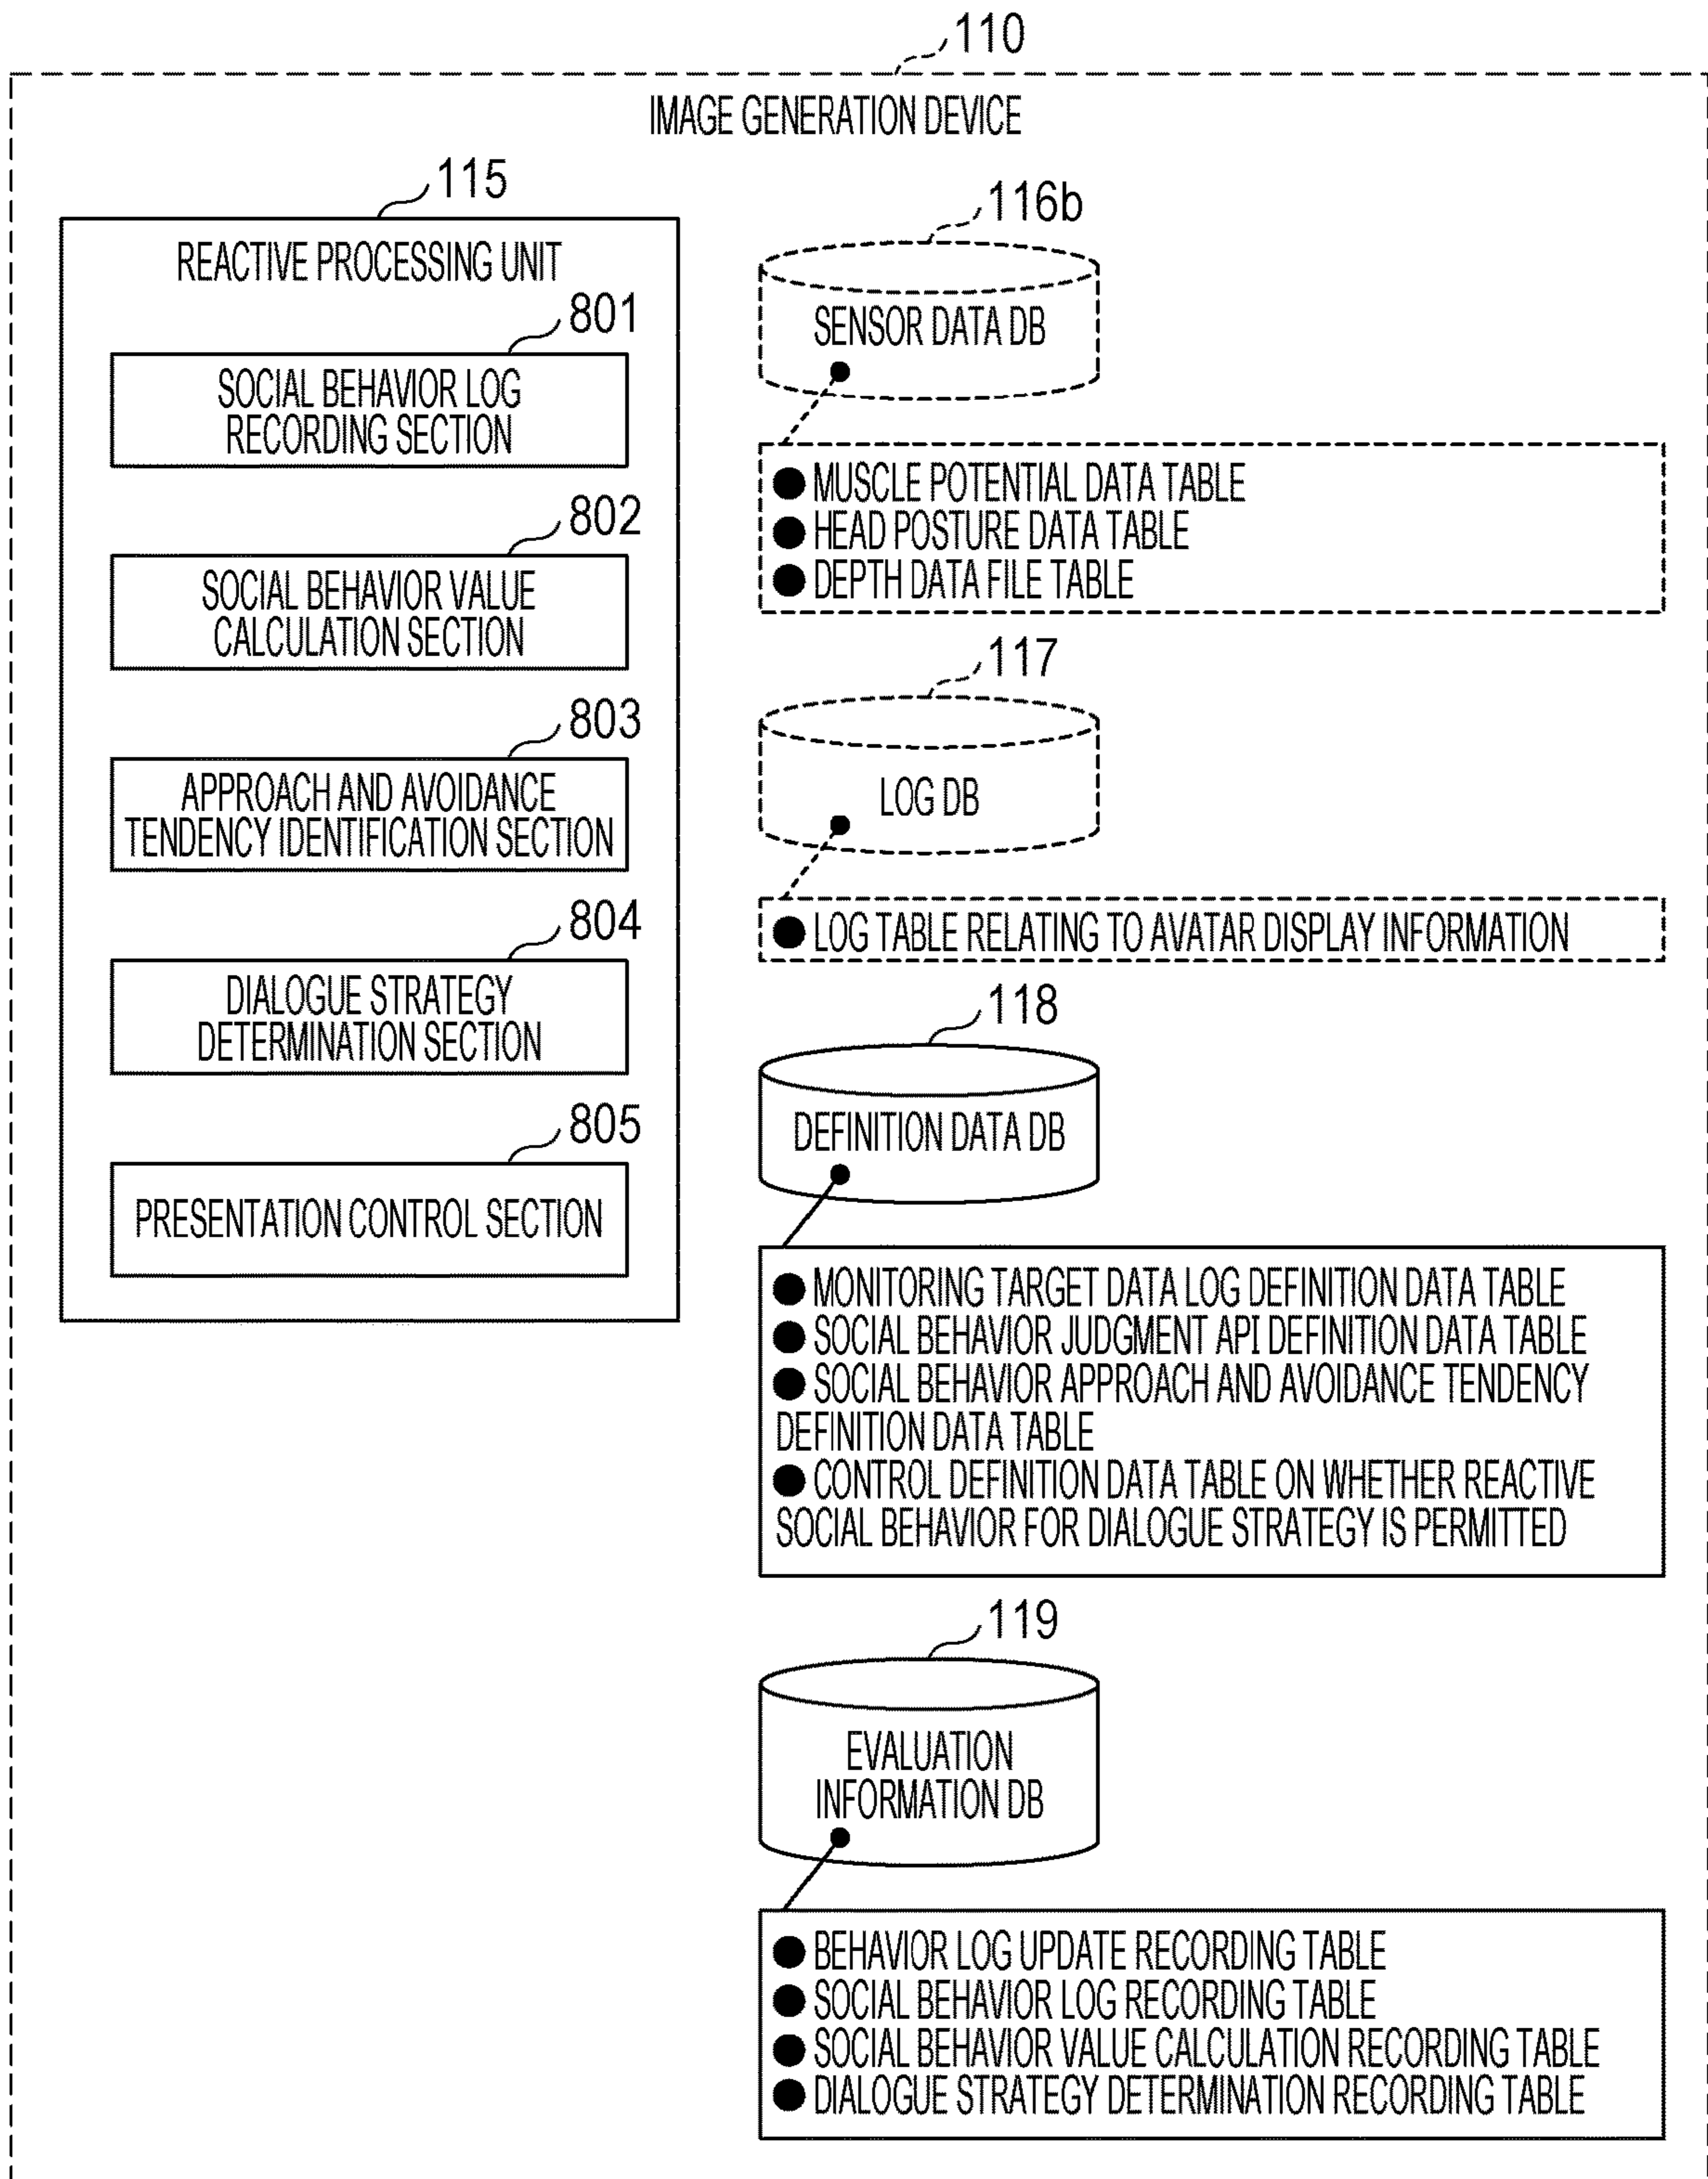 110
IMAGE GENERATION DEVICE
115
REACTIVE PROCESSING UNIT
801
SOCIAL BEHAVIOR LOG
RECORDING SECTION
802
SOCIAL BEHAVIOR VALUE
CALCULATION SECTION
803
APPROACH AND AVOIDANCE
TENDENCY IDENTIFICATION SECTION
804
DIALOGUE STRATEGY
DETERMINATION SECTION
805
PRESENTATION CONTROL SECTION
116b
SENSOR DATA DB
● MUSCLE POTENTIAL DATA TABLE
● HEAD POSTURE DATA TABLE
● DEPTH DATA FILE TABLE
117
LOG DB
● LOG TABLE RELATING TO AVATAR DISPLAY INFORMATION
118
DEFINITION DATA DB
● MONITORING TARGET DATA LOG DEFINITION DATA TABLE
● SOCIAL BEHAVIOR JUDGMENT API DEFINITION DATA TABLE
● SOCIAL BEHAVIOR APPROACH AND AVOIDANCE TENDENCY
DEFINITION DATA TABLE
● CONTROL DEFINITION DATA TABLE ON WHETHER REACTIVE
SOCIAL BEHAVIOR FOR DIALOGUE STRATEGY IS PERMITTED
119
EVALUATION
INFORMATION DB
● BEHAVIOR LOG UPDATE RECORDING TABLE
● SOCIAL BEHAVIOR LOG RECORDING TABLE
● SOCIAL BEHAVIOR VALUE CALCULATION RECORDING TABLE
● DIALOGUE STRATEGY DETERMINATION RECORDING TABLE